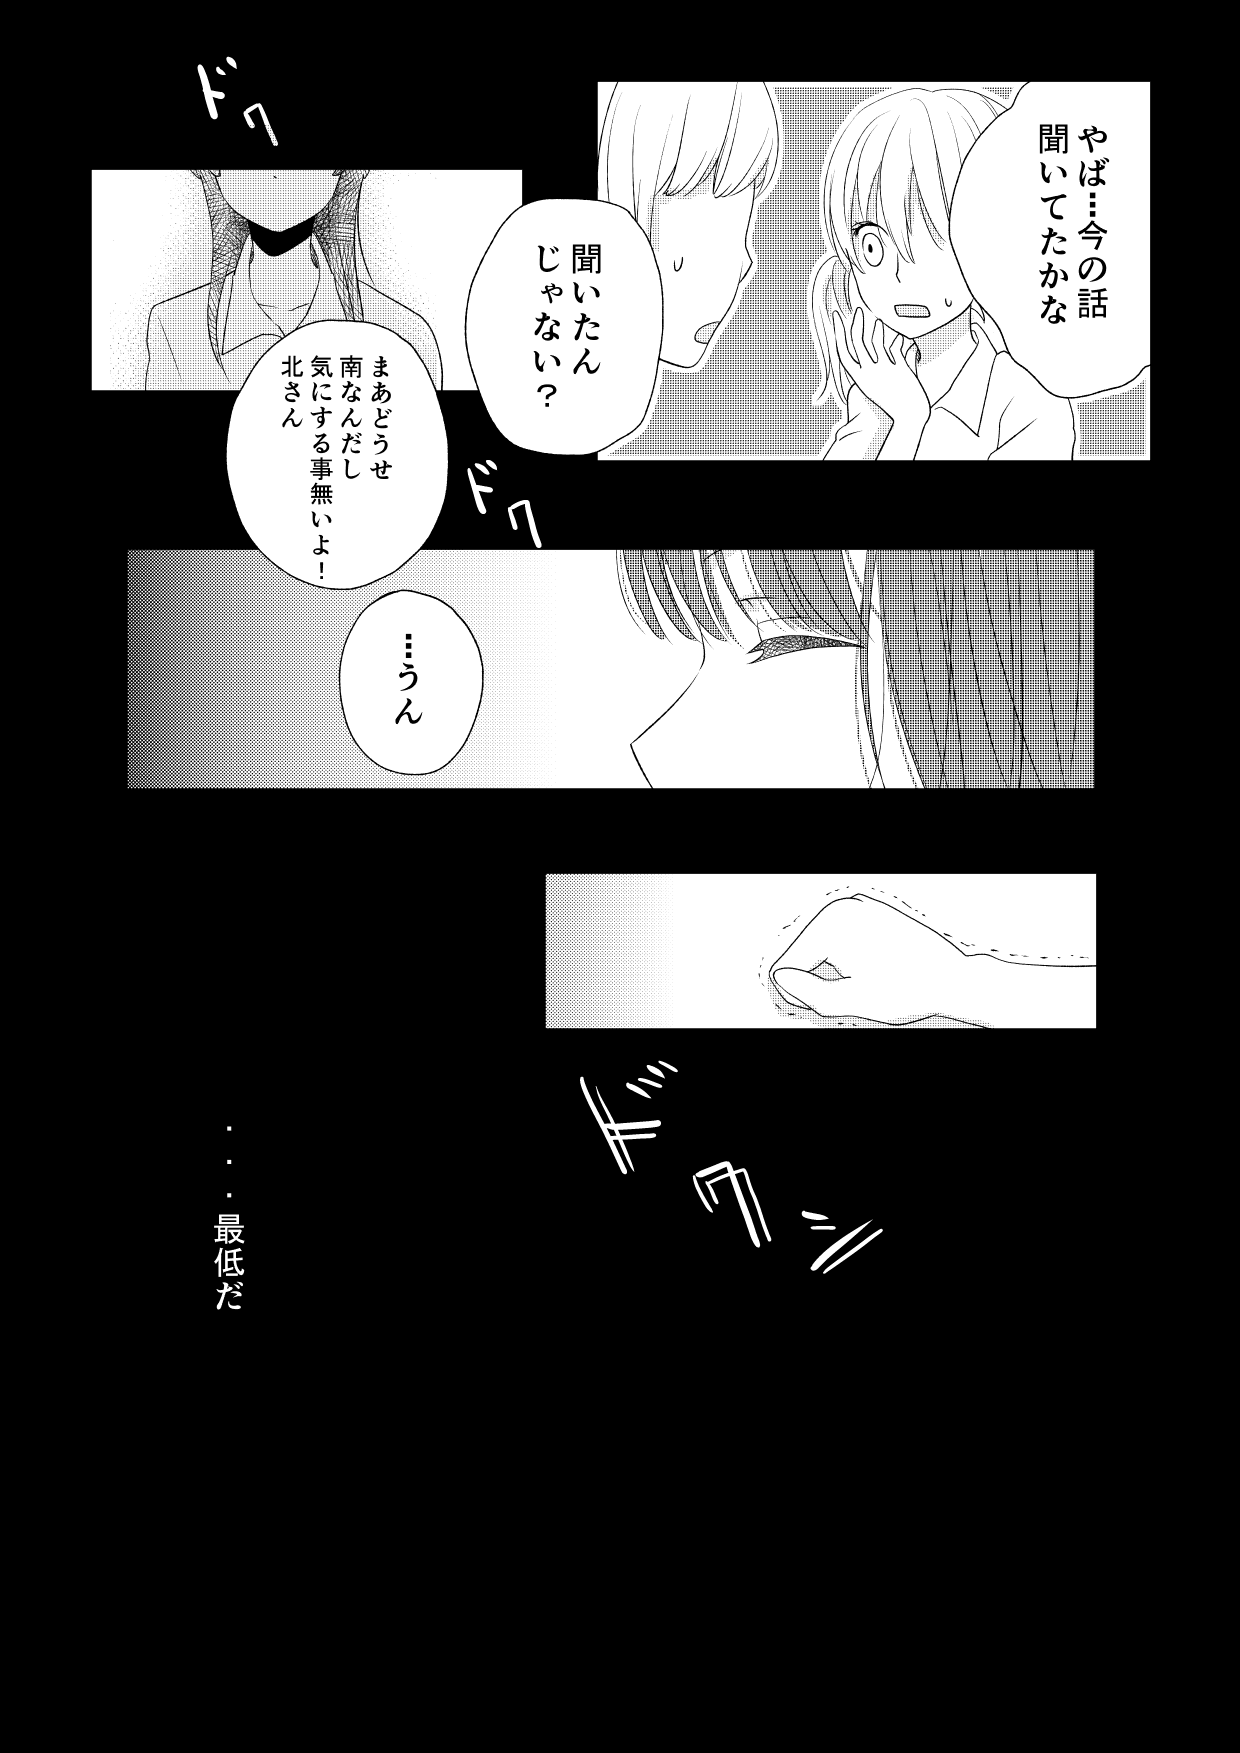 やば…今の話
聞いてたかな
聞いたん
じゃない？
ドク
まあどうせ
南なんだし
気にする事無いよ！
北さん
ドク
…うん
ドクン
...最低だ